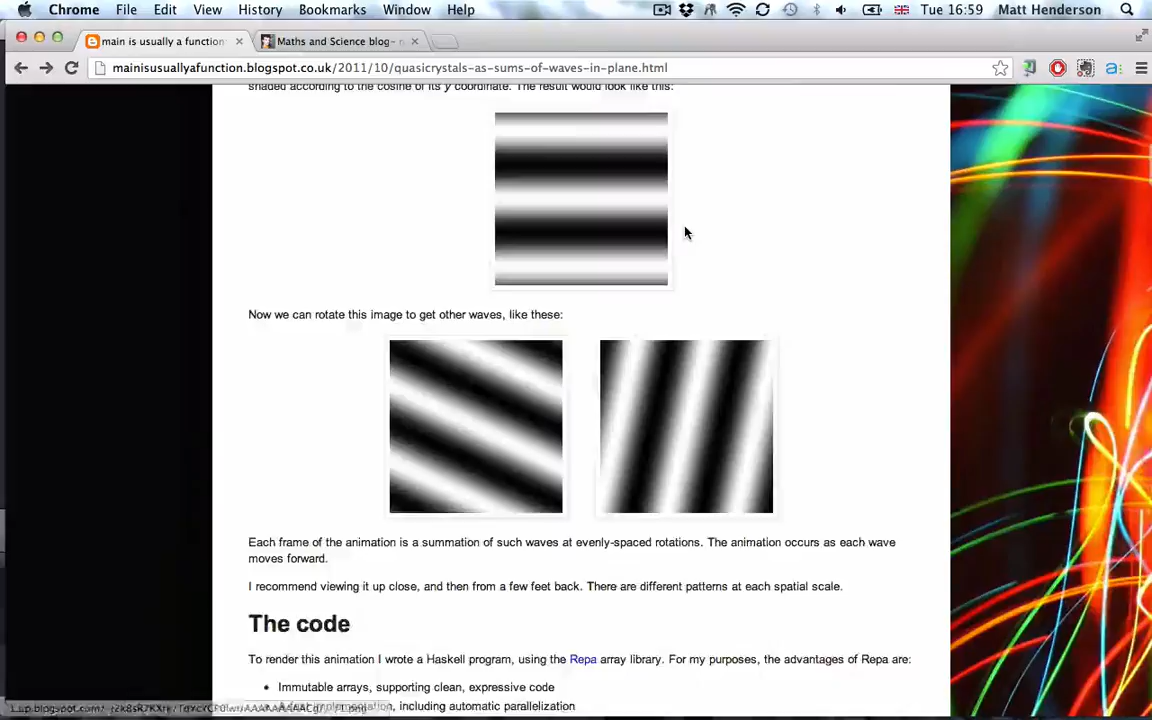 Chrome File Edit View History Bookmarks Window Help Tue 16:59 Matt Henderson
main is usually a function Maths and Science blog-
mainisusuallyafunction.blogspot.co.uk/2011/10/quasicrystals-as-sums-of-waves-in-plane.html
shaded according to the cosine of its y coordinate. The result would look like this:
Now we can rotate this image to get other waves, like these:
Each frame of the animation is a summation of such waves at evenly-spaced rotations. The animation occurs as each wave
moves forward.
I recommend viewing it up close, and then from a few feet back. There are different patterns at each spatial scale.
The code
To render this animation I wrote a Haskell program, using the Repa array library. For my purposes, the advantages of Repa are:
• Immutable arrays, supporting clean, expressive code
implementation, including automatic parallelization